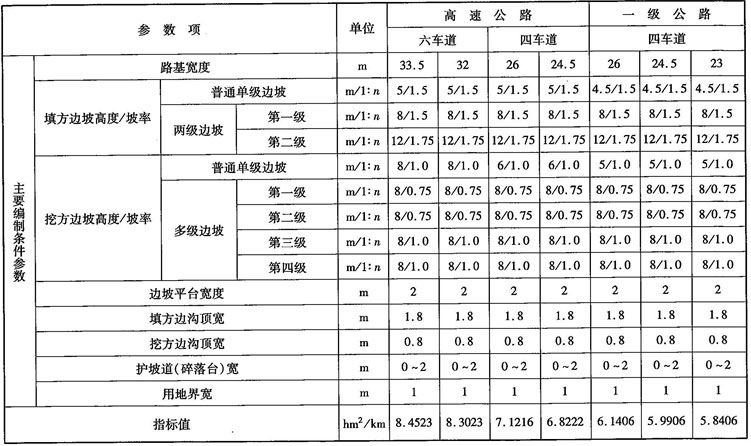 参数项 单位 高速公路 一级公路
六车道 四车道 四车道
主要编制条件参数
路基宽度 m 33.5 32 26 24.5 26 24.5 23
填方边坡高度/坡率 普通单级边坡 m/1:n 5/1.5 5/1.5 5/1.5 5/1.5 4.5/1.5 4.5/1.5 4.5/1.5
两级边坡 第一级 m/1:n 8/1.5 8/1.5 8/1.5 8/1.5 8/1.5 8/1.5 8/1.5
第二级 m/1:n 12/1.75 12/1.75 12/1.75 12/1.75 12/1.75 12/1.75 12/1.75
挖方边坡高度/坡率 普通单级边坡 m/1:n 8/1.0 8/1.0 6/1.0 6/1.0 5/1.0 5/1.0 5/1.0
多级边坡 第一级 m/1:n 8/0.75 8/0.75 8/0.75 8/0.75 8/0.75 8/0.75 8/0.75
第二级 m/1:n 8/0.75 8/0.75 8/0.75 8/0.75 8/0.75 8/0.75 8/0.75
第三级 m/1:n 8/1.0 8/1.0 8/1.0 8/1.0 8/1.0 8/1.0 8/1.0
第四级 m/1:n 8/1.0 8/1.0 8/1.0 8/1.0 8/1.0 8/1.0 8/1.0
边坡平台宽度 m 2 2 2 2 2 2 2
填方边沟顶宽 m 1.8 1.8 1.8 1.8 1.8 1.8 1.8
挖方边沟顶宽 m 0.8 0.8 0.8 0.8 0.8 0.8 0.8
护坡道(碎落台)宽 m 0~2 0~2 0~2 0~2 0~2 0~2 0~2
用地界宽 m 1 1 1 1 1 1 1
指标值 hm²/km 8.4523 8.3023 7.1216 6.8222 6.1406 5.9906 5.8406